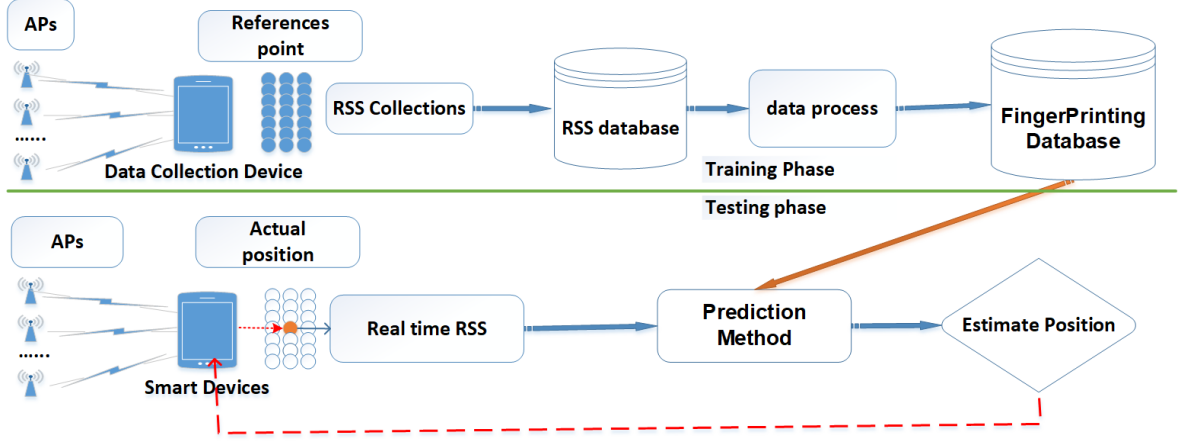 APs
References
point
RSS Collections
RSS database
data process
FingerPrinting
Database
......
Data Collection Device
Training Phase
Testing phase
APs
Actual
position
Real time RSS
Prediction
Method
Estimate Position
......
Smart Devices